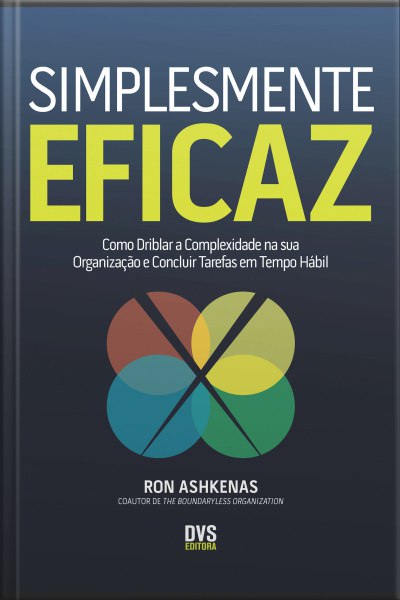 SIMPLESMENTE
EFICAZ
Como Driblar a Complexidade na sua
Organização e Concluir Tarefas em Tempo Hábil
RON ASHKENAS
COAUTOR DE THE BOUNDARYLESS ORGANIZATION
DVS
EDITORA